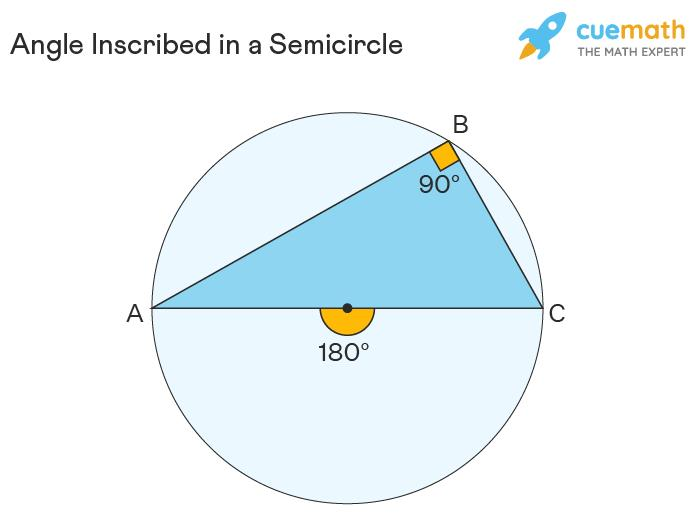 Angle Inscribed in a Semicircle
cuemath
THE MATH EXPERT
B
90°
A
C
180°